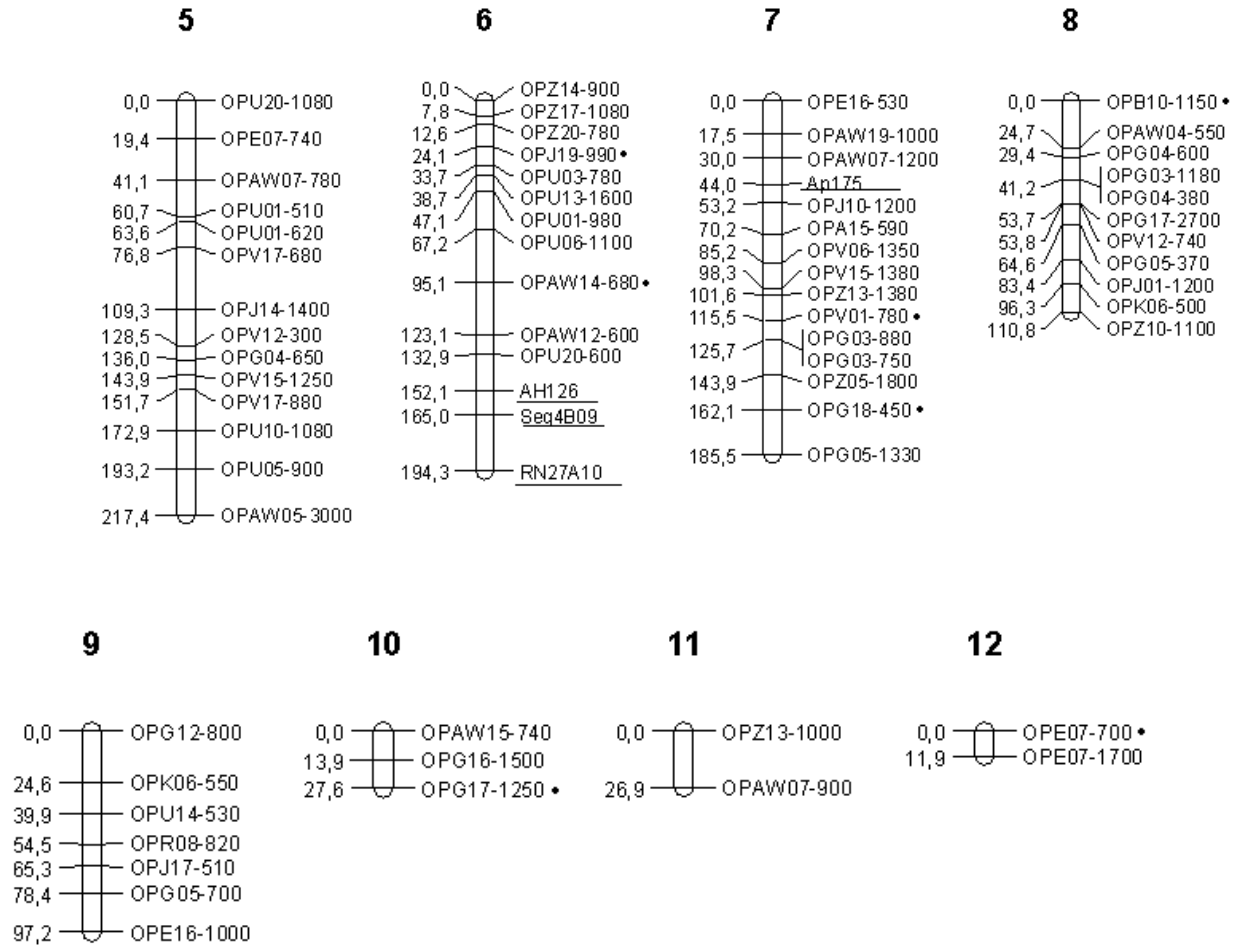 5
0,0 OPU20-1080
19,4 OPE07-740
41,1 OPAW07-780
60,7 OPU01-510
63,6 OPU01-620
76,8 OPV17-680
109,3 OPJ14-1400
128,5 OPV12-300
136,0 OPG04-650
143,9 OPV15-1250
151,7 OPV17-880
172,9 OPU10-1080
193,2 OPU05-900
217,4 OPAW05-3000
6
0,0 OPZ14-900
7,8 OPZ17-1080
12,6 OPZ20-780
24,1 OPJ19-990•
33,7 OPU03-780
38,7 OPU13-1600
47,1 OPU01-980
67,2 OPU06-1100
95,1 OPAW14-680•
123,1 OPAW12-600
132,9 OPU20-600
152,1 AH126
165,0 Seq4B09
194,3 RN27A10
7
0,0 OPE16-530
17,5 OPAW19-1000
30,0 OPAW07-1200
44,0 Ap175
53,2 OPJ10-1200
70,2 OPA15-590
85,2 OPV06-1350
98,3 OPV15-1380
101,6 OPZ13-1380
115,5 OPV01-780•
125,7 OPG03-880
OPG03-750
143,9 OPZ05-1800
162,1 OPG18-450•
185,5 OPG05-1330
8
0,0 OPB10-1150•
24,7 OPAW04-550
29,4 OPG04-600
41,2 OPG03-1180
OPG04-380
53,7 OPG17-2700
53,8 OPV12-740
64,6 OPG05-370
83,4 OPJ01-1200
96,3 OPK06-500
110,8 OPZ10-1100
9
0,0 OPG12-800
24,6 OPK06-550
39,9 OPU14-530
54,5 OPR08-820
65,3 OPJ17-510
78,4 OPG05-700
97,2 OPE16-1000
10
0,0 OPAW15-740
13,9 OPG16-1500
27,6 OPG17-1250•
11
0,0 OPZ13-1000
26,9 OPAW07-900
12
0,0 OPE07-700•
11,9 OPE07-1700